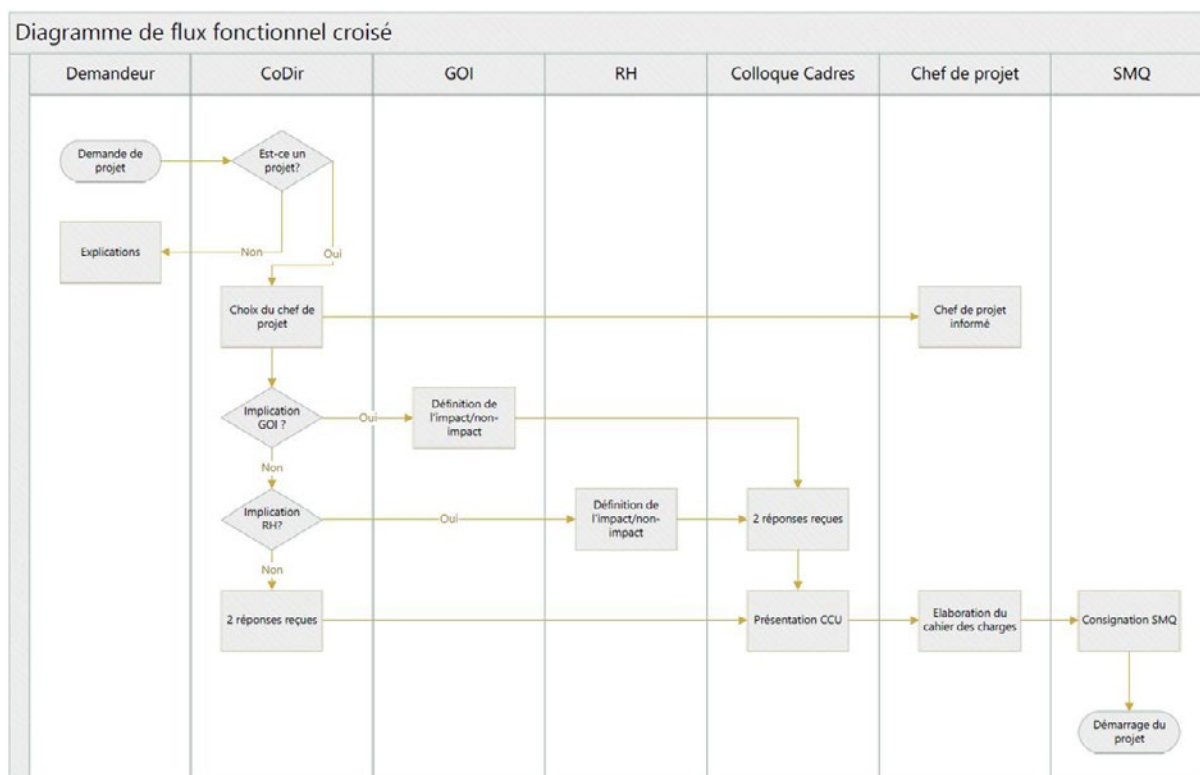 Diagramme de flux fonctionnel croisé
Demandeur
CoDir
GOI
RH
Colloque Cadres
Chef de projet
SMQ
Demande de
projet
Est-ce un
projet?
Explications
Non
Oui
Choix du chef de
projet
Chef de projet
informé
Implication
GOI ?
Oui
Définition de
l'impact/non-
impact
Non
Implication
RH?
Oui
Définition de
l'impact/non-
impact
2 réponses reçues
Non
2 réponses reçues
Présentation CCU
Elaboration du
cahier des charges
Consignation SMQ
Démarrage du
projet